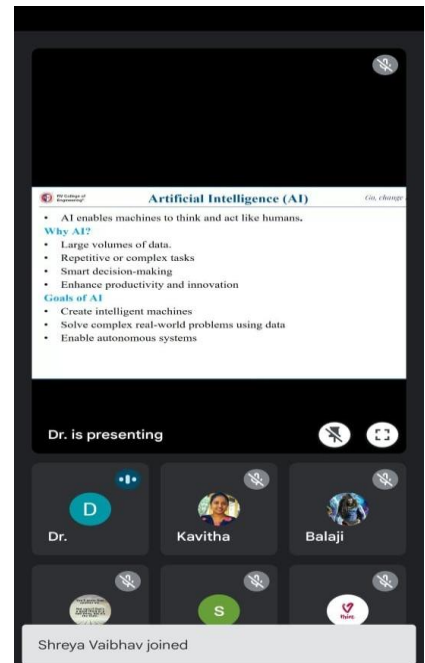 RV College of
Engineering
Artificial Intelligence (AI)
Go, change
• AI enables machines to think and act like humans.
Why AI?
• Large volumes of data.
• Repetitive or complex tasks
• Smart decision-making
• Enhance productivity and innovation
Goals of AI
• Create intelligent machines
• Solve complex real-world problems using data
• Enable autonomous systems
Dr. is presenting
D
Dr.
Kavitha
Balaji
S
think
Shreya Vaibhav joined